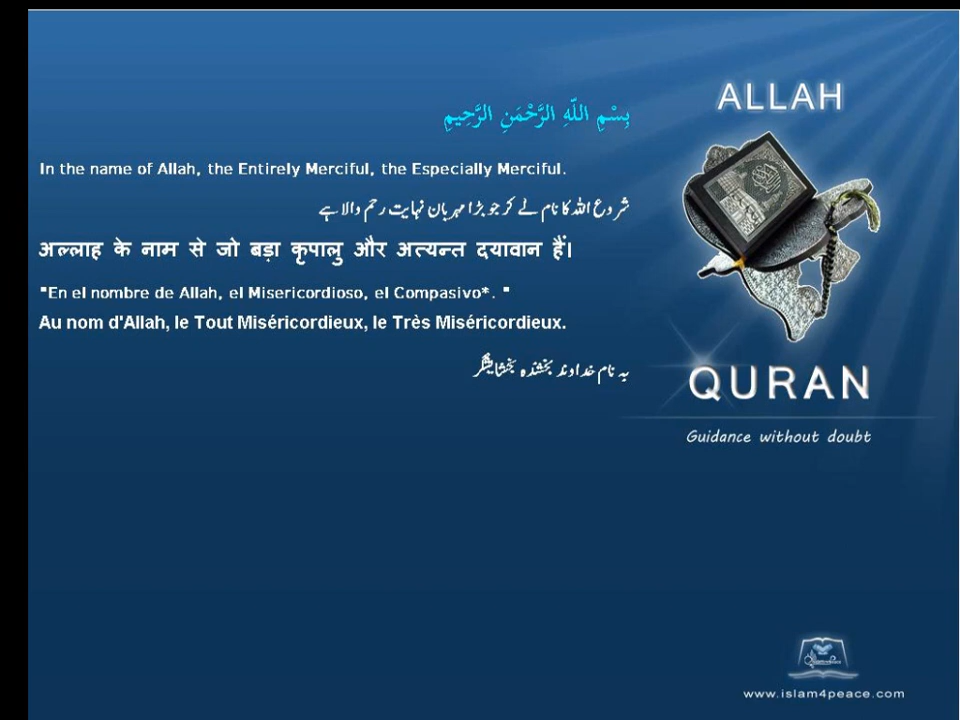 بِسْمِ اللّهِ الرَّحْمَنِ الرَّحِيمِ
In the name of Allah, the Entirely Merciful, the Especially Merciful.
شروع الله کا نام لے کر جو بڑا مہربان نہایت رحم والا ہے
अल्लाह के नाम से जो बड़ा कृपालु और अत्यन्त दयावान हैं।
"En el nombre de Allah, el Misericordioso, el Compasivo*. "
Au nom d'Allah, le Tout Miséricordieux, le Très Miséricordieux.
به نام خداوند بخشنده بخشایشگر
ALLAH
QURAN
Guidance without doubt
www.islam4peace.com